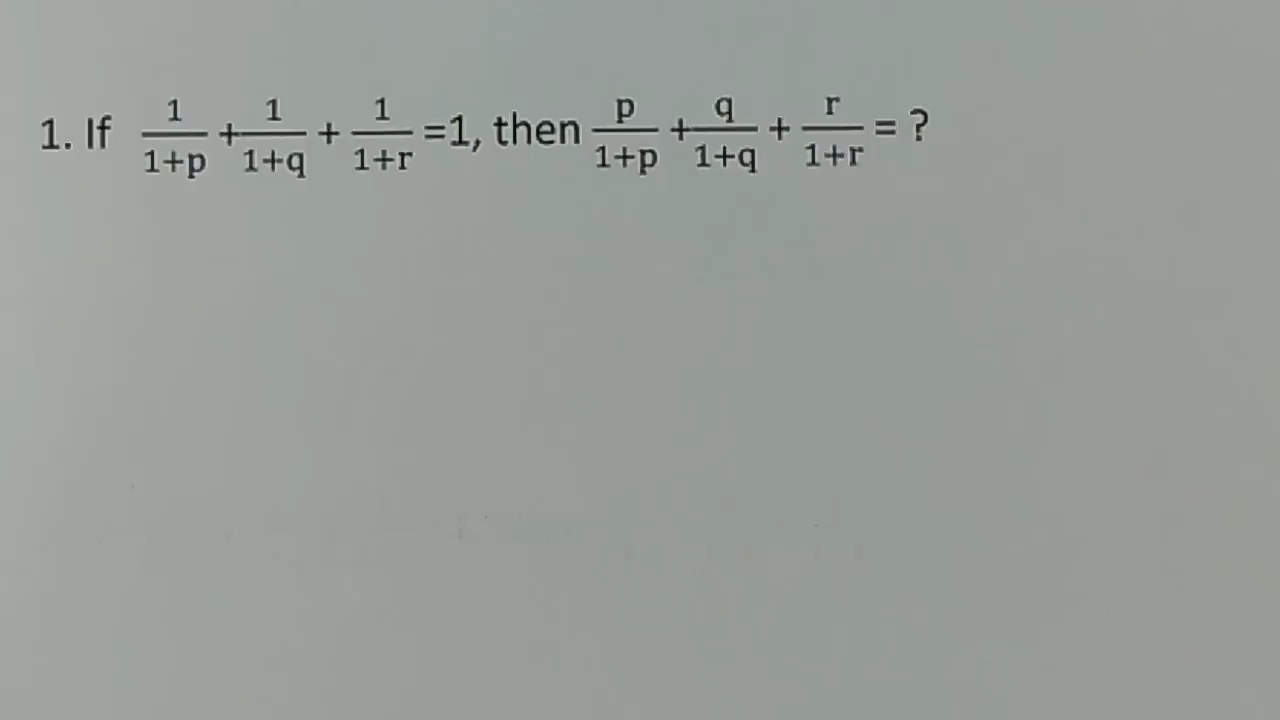 1. If 1/1+p + 1/1+q + 1/1+r =1, then p/1+p + q/1+q + r/1+r = ?